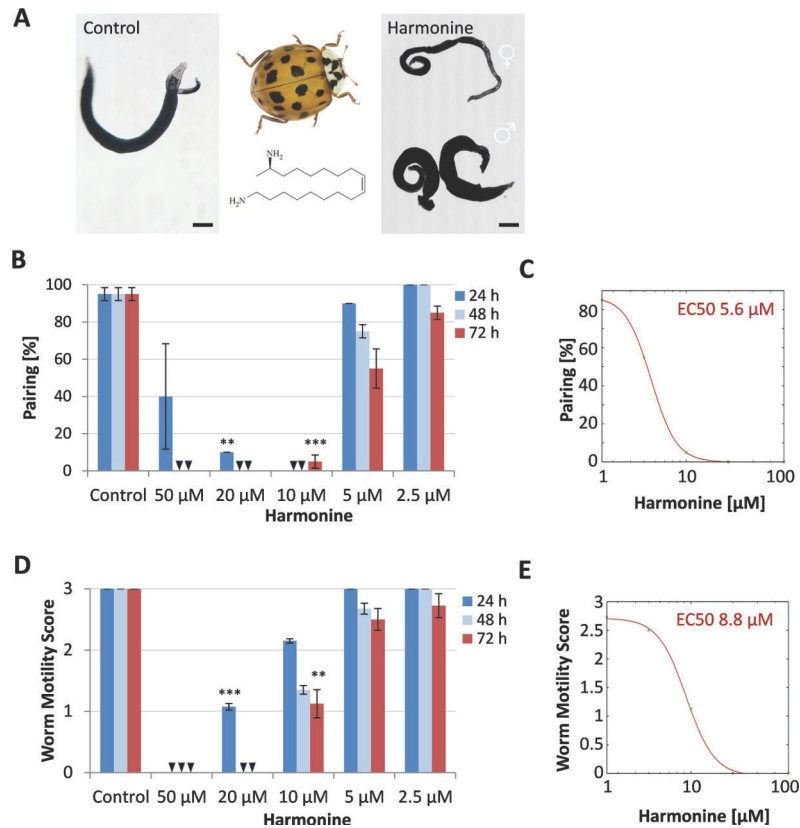 A
Control
Harmonine
♀
♂
NH₂
H₂N
B
Pairing [%]
100
80
60
40
20
0
24 h
48 h
72 h
**
***
Control 50 µM 20 µM 10 µM 5 µM 2.5 µM
Harmonine
C
Pairing [%]
EC50 5.6 µM
80
60
40
20
0
1 10 100
Harmonine [µM]
D
Worm Motility Score
3
2
1
0
24 h
48 h
72 h
***
**
Control 50 µM 20 µM 10 µM 5 µM 2.5 µM
Harmonine
E
Worm Motility Score
EC50 8.8 µM
3
2.5
2
1.5
1
0.5
0
1 10 100
Harmonine [µM]